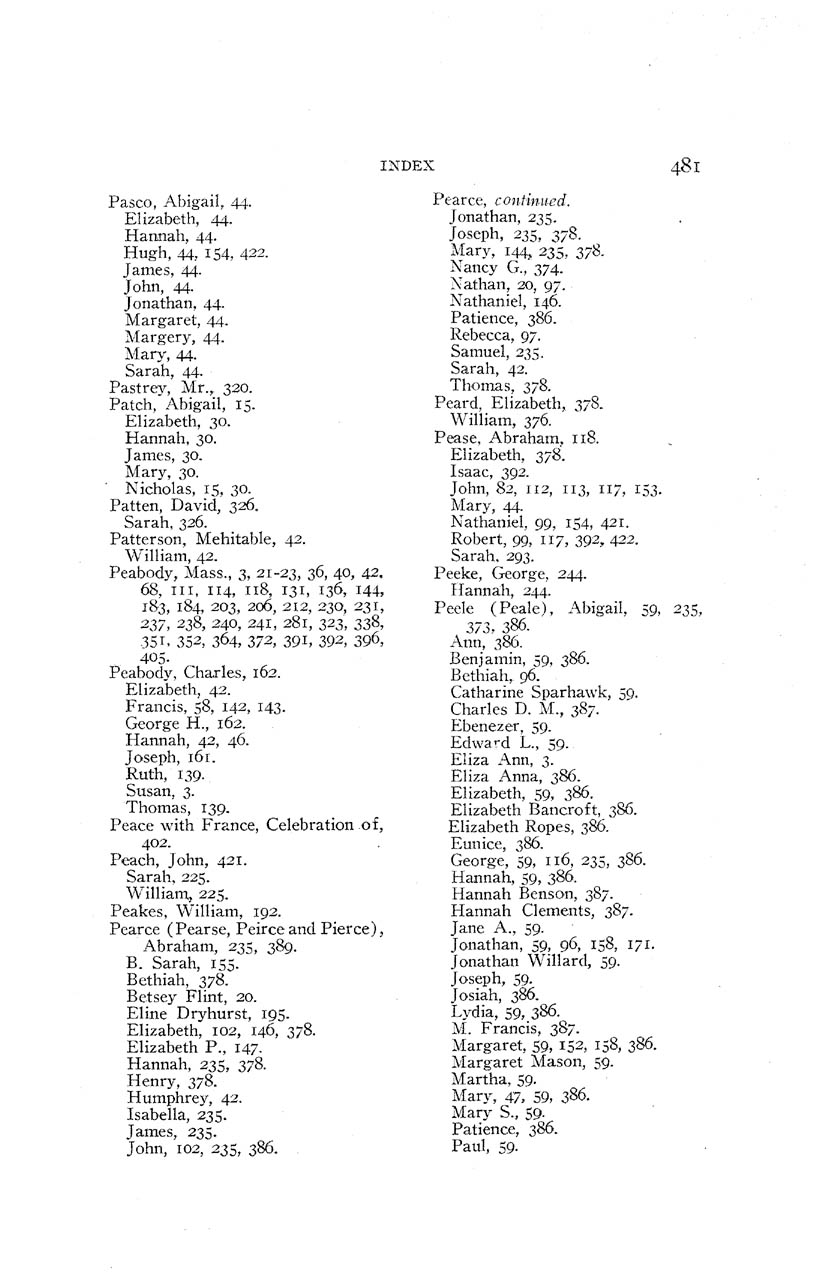 INDEX 481
Pasco, Abigail, 44.
Elizabeth, 44.
Hannah, 44.
Hugh, 44, 154, 422.
James, 44.
John, 44.
Jonathan, 44.
Margaret, 44.
Margery, 44.
Mary, 44.
Sarah, 44.
Pastrey, Mr., 320.
Patch, Abigail, 15.
Elizabeth, 30.
Hannah, 30.
James, 30.
Mary, 30.
Nicholas, 15, 30.
Patten, David, 326.
Sarah, 326.
Patterson, Mehitable, 42.
William, 42.
Peabody, Mass., 3, 21-23, 36, 40, 42,
68, 111, 114, 118, 131, 136, 144,
183, 184, 203, 206, 212, 230, 231,
237, 238, 240, 241, 281, 323, 338,
351, 352, 364, 372, 391, 392, 396,
405.
Peabody, Charles, 162.
Elizabeth, 42.
Francis, 58, 142, 143.
George H., 162.
Hannah, 42, 46.
Joseph, 161.
Ruth, 139.
Susan, 3.
Thomas, 139.
Peace with France, Celebration of,
402.
Peach, John, 421.
Sarah, 225.
William, 225.
Peakes, William, 192.
Pearce (Pearse, Peirce and Pierce),
Abraham, 235, 389.
B. Sarah, 155.
Bethiah, 378.
Betsey Flint, 20.
Eline Dryhurst, 195.
Elizabeth, 102, 146, 378.
Elizabeth P., 147.
Hannah, 235, 378.
Henry, 378.
Humphrey, 42.
Isabella, 235.
James, 235.
John, 102, 235, 386.
Pearce, continued.
Jonathan, 235.
Joseph, 235, 378.
Mary, 144, 235, 378.
Nancy G., 374.
Nathan, 20, 97.
Nathaniel, 146.
Patience, 386.
Rebecca, 97.
Samuel, 235.
Sarah, 42.
Thomas, 378.
Peard, Elizabeth, 378.
William, 376.
Pease, Abraham, 118.
Elizabeth, 378.
Isaac, 392.
John, 82, 112, 113, 117, 153.
Mary, 44.
Nathaniel, 99, 154, 421.
Robert, 99, 117, 392, 422.
Sarah, 293.
Peeke, George, 244.
Hannah, 244.
Peele (Peale), Abigail, 59, 235,
373, 386.
Ann, 386.
Benjamin, 59, 386.
Bethiah, 96.
Catharine Sparhawk, 59.
Charles D. M., 387.
Ebenezer, 59.
Edward L., 59.
Eliza Ann, 3.
Eliza Anna, 386.
Elizabeth, 59, 386.
Elizabeth Bancroft, 386.
Elizabeth Ropes, 386.
Eunice, 386.
George, 59, 116, 235, 386.
Hannah, 59, 386.
Hannah Benson, 387.
Hannah Clements, 387.
Jane A., 59.
Jonathan, 59, 96, 158, 171.
Jonathan Willard, 59.
Joseph, 59.
Josiah, 386.
Lydia, 59, 386.
M. Francis, 387.
Margaret, 59, 152, 158, 386.
Margaret Mason, 59.
Martha, 59.
Mary, 47, 59, 386.
Mary S., 59.
Patience, 386.
Paul, 59.